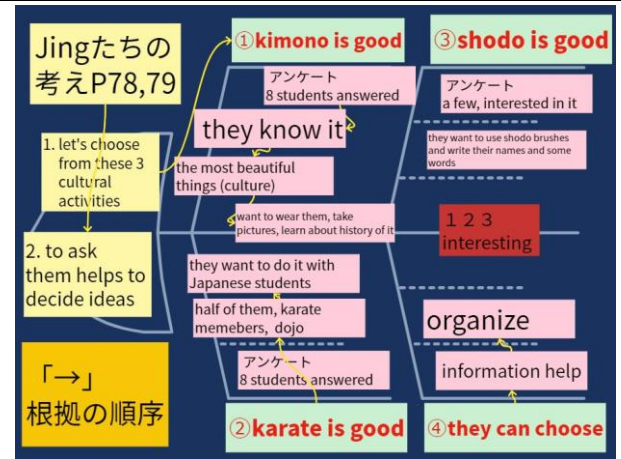 Jingたちの
考えP78,79
1. let's choose
from these 3
cultural
activities
2. to ask
them helps to
decide ideas
「→」
根拠の順序
①kimono is good
アンケート
8 students answered
they know it
the most beautiful
things (culture)
want to wear them, take
pictures, learn about history of it
they want to do it with
Japanese students
half of them, karate
memebers, dojo
アンケート
8 students answered
②karate is good
③shodo is good
アンケート
a few, interested in it
they want to use shodo brushes
and write their names and some
words
１２３
interesting
organize
information help
④they can choose